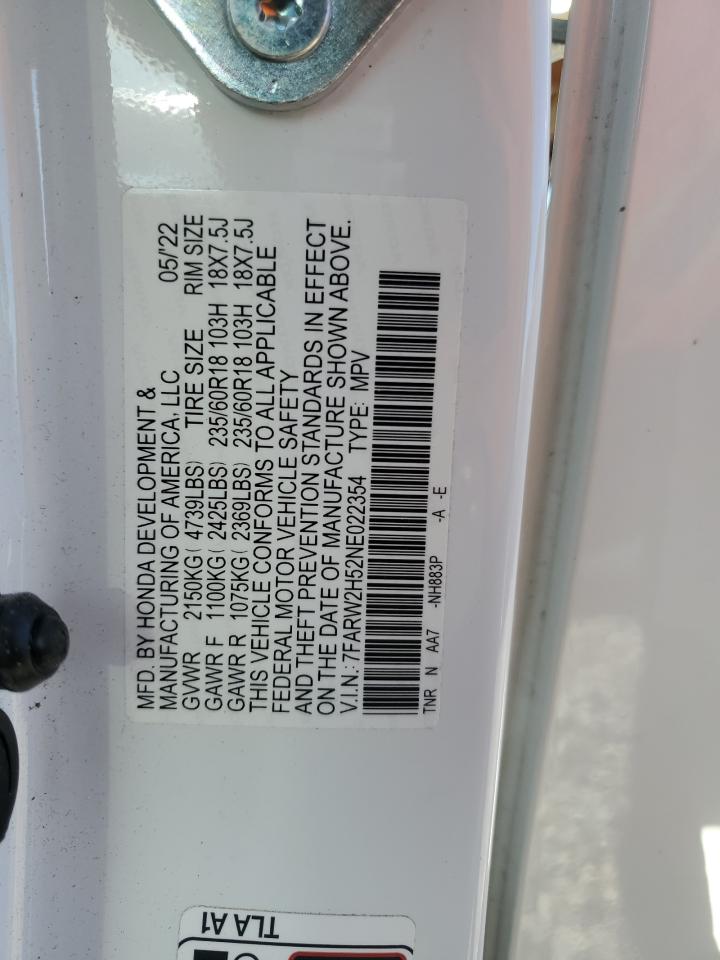 MFD. BY HONDA DEVELOPMENT &
MANUFACTURING OF AMERICA, LLC 05/'22
GVWR 2150KG( 4739LBS) TIRE SIZE RIM SIZE
GAWR F 1100KG( 2425LBS) 235/60R18 103H 18X7.5J
GAWR R 1075KG( 2369LBS) 235/60R18 103H 18X7.5J
THIS VEHICLE CONFORMS TO ALL APPLICABLE
FEDERAL MOTOR VEHICLE SAFETY
AND THEFT PREVENTION STANDARDS IN EFFECT
ON THE DATE OF MANUFACTURE SHOWN ABOVE.
V.I.N.: 7FARW2H52NE022354 TYPE: MPV
TNR N AA7 -NH883P -A -E
TLA A1